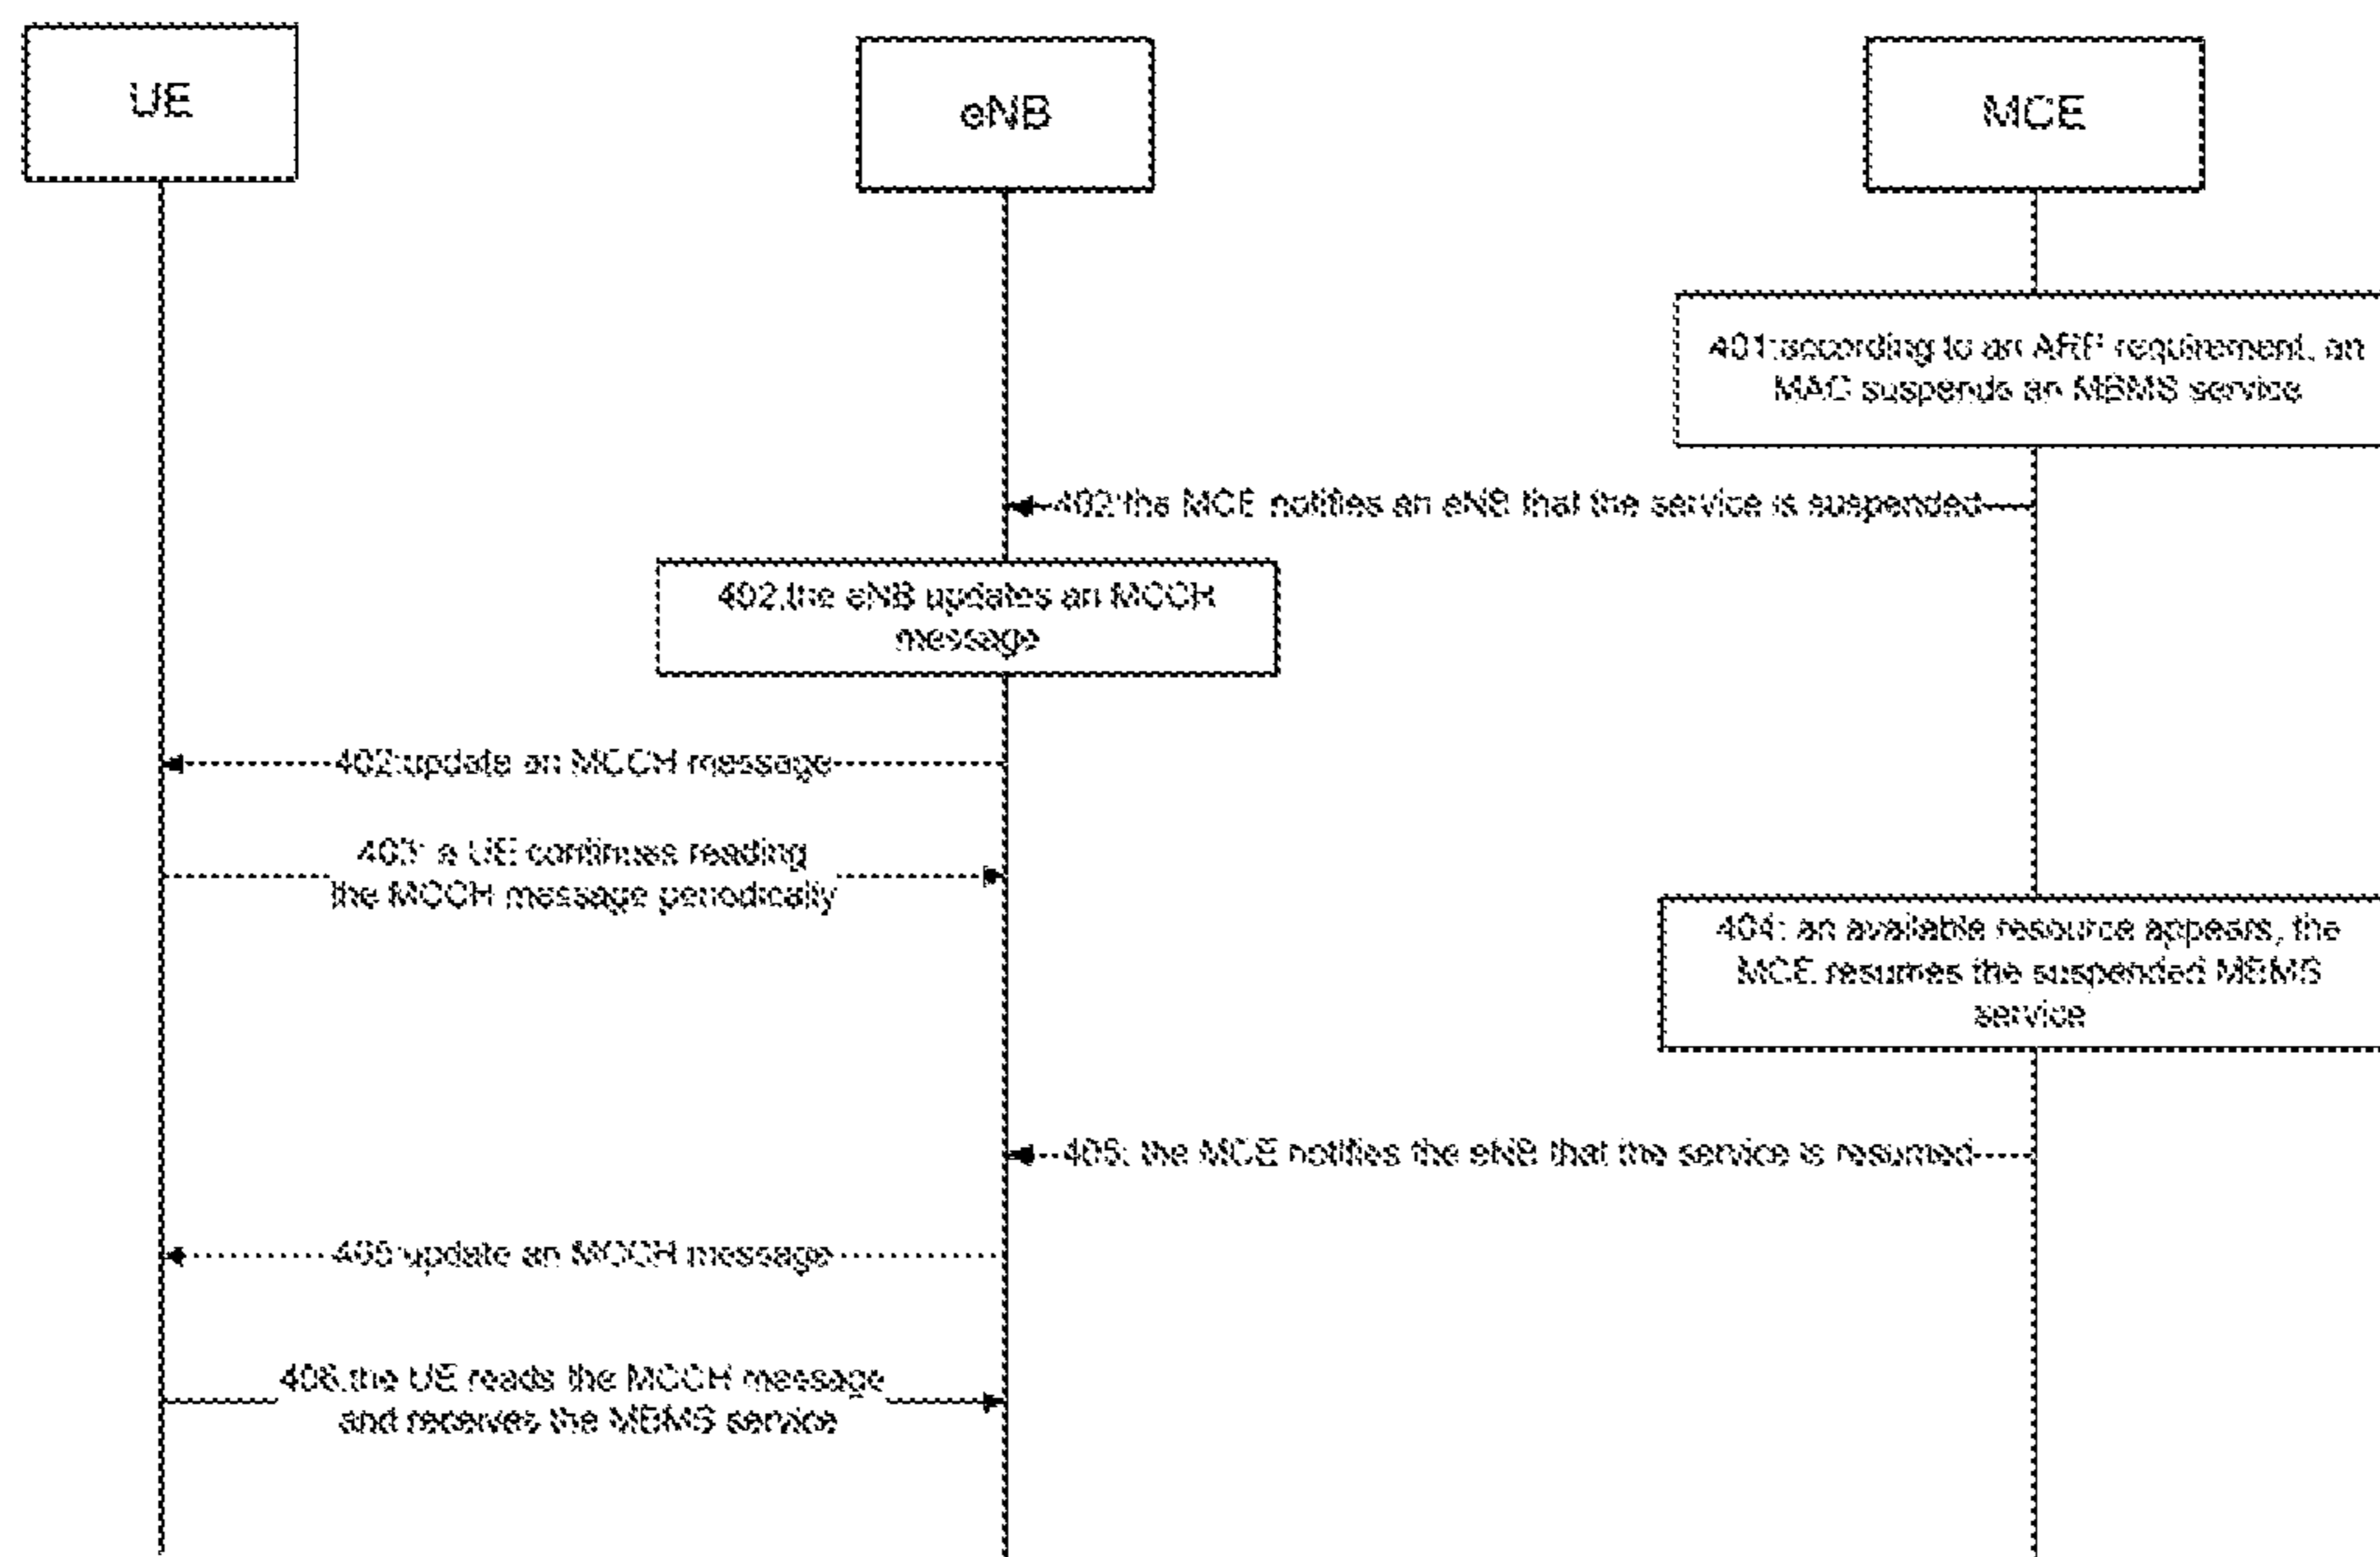 UE
eNB
MCE
401:according to an ARP requirement, an
MAC suspends an MBMS service
402:the MCE notifies an eNB that the service is suspended
402,the eNB updates an MCCH
message
402:update an MCCH message
403: a UE continues reading
the MCCH message periodically
404: an available resource appears, the
MCE resumes the suspended MBMS
service
405: the MCE notifies the eNB that the service is resumed
405:update an MCCH message
406,the UE reads the MCCH message
and receives the MBMS service